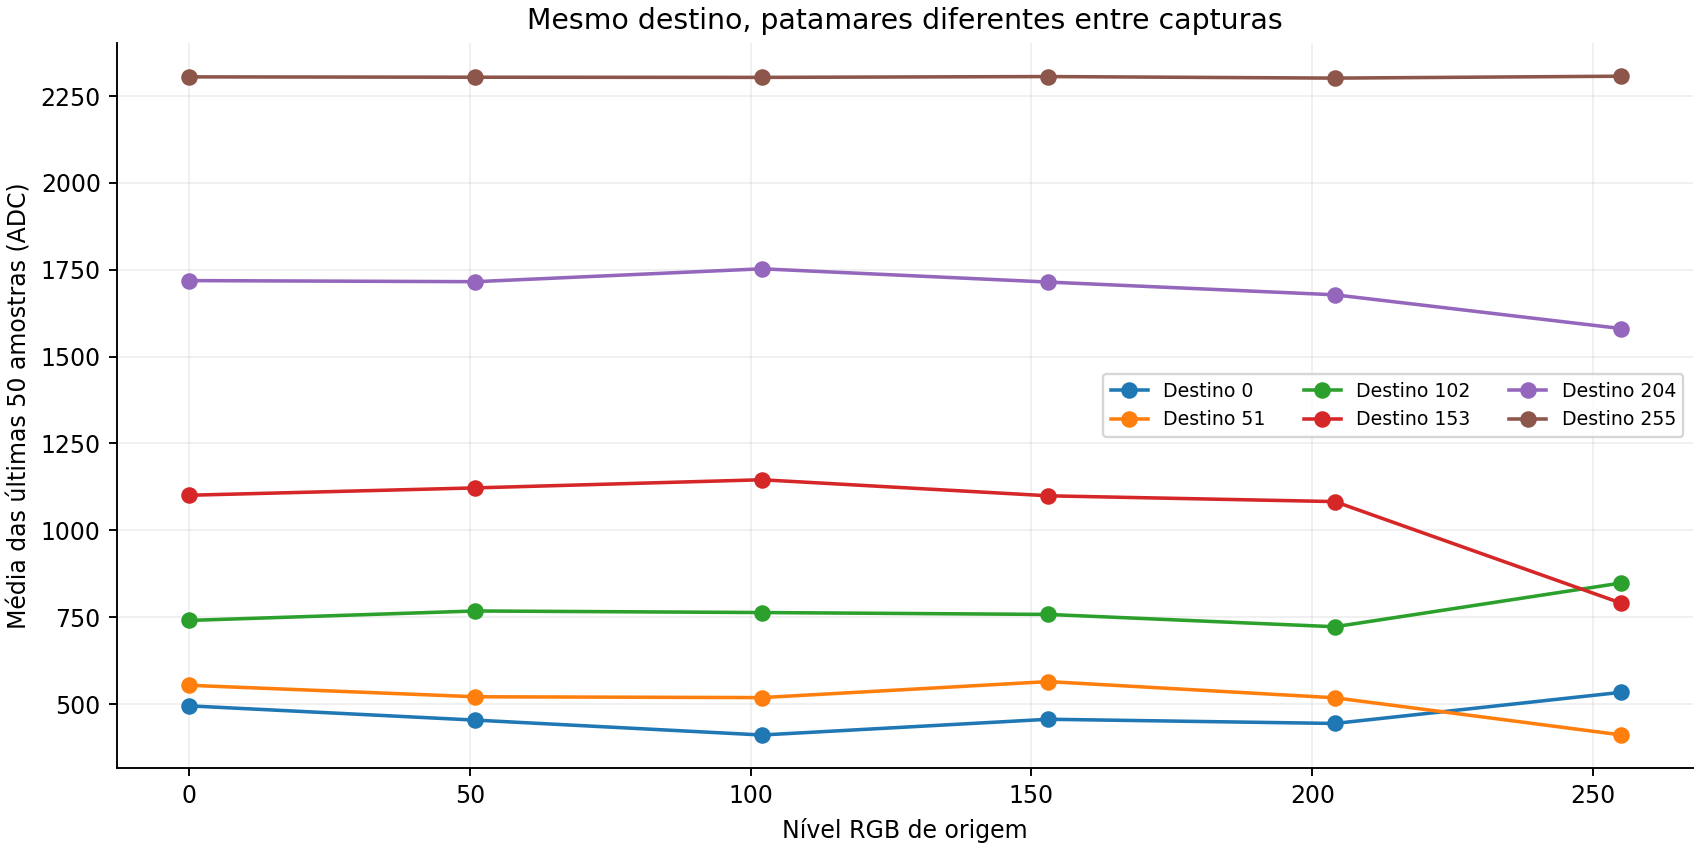 Mesmo destino, patamares diferentes entre capturas
Média das últimas 50 amostras (ADC)
2250
2000
1750
1500
1250
1000
750
500
Destino 0
Destino 102
Destino 204
Destino 51
Destino 153
Destino 255
0
50
100
150
200
250
Nível RGB de origem